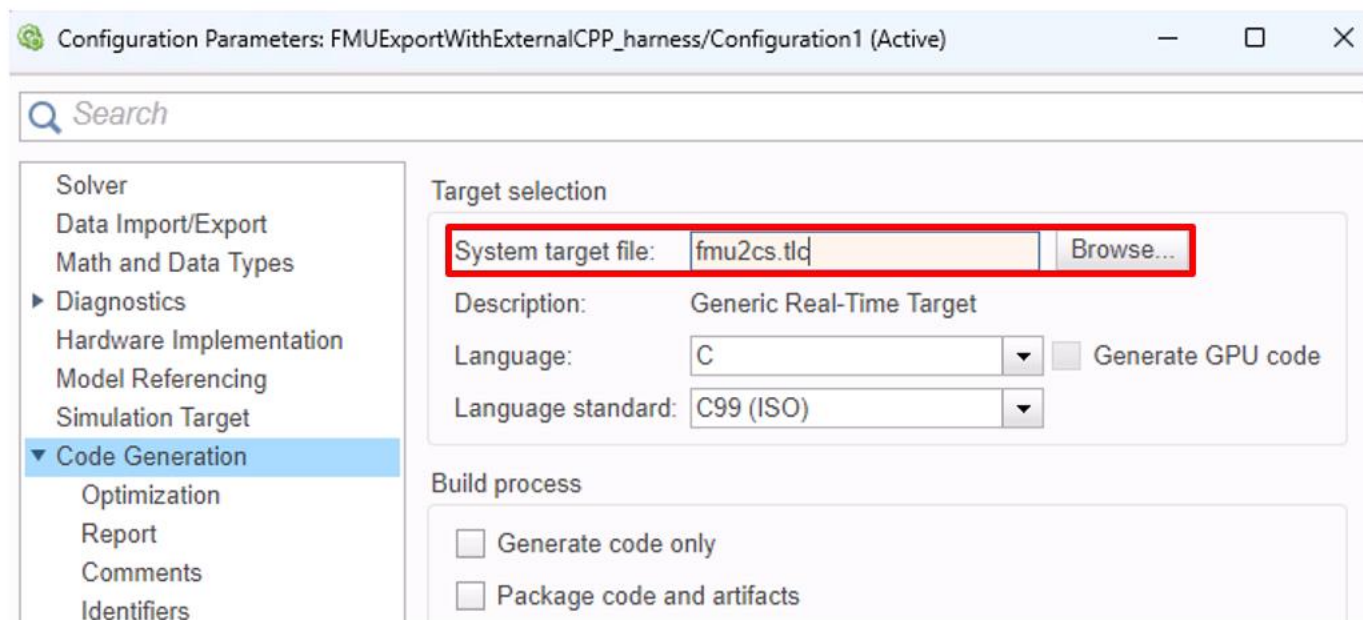 Configuration Parameters: FMUExportWithExternalCPP_harness/Configuration1 (Active)
Search
Solver
Data Import/Export
Math and Data Types
Diagnostics
Hardware Implementation
Model Referencing
Simulation Target
Code Generation
Optimization
Report
Comments
Identifiers
Target selection
System target file: fmu2cs.tlc Browse...
Description: Generic Real-Time Target
Language: C Generate GPU code
Language standard: C99 (ISO)
Build process
Generate code only
Package code and artifacts